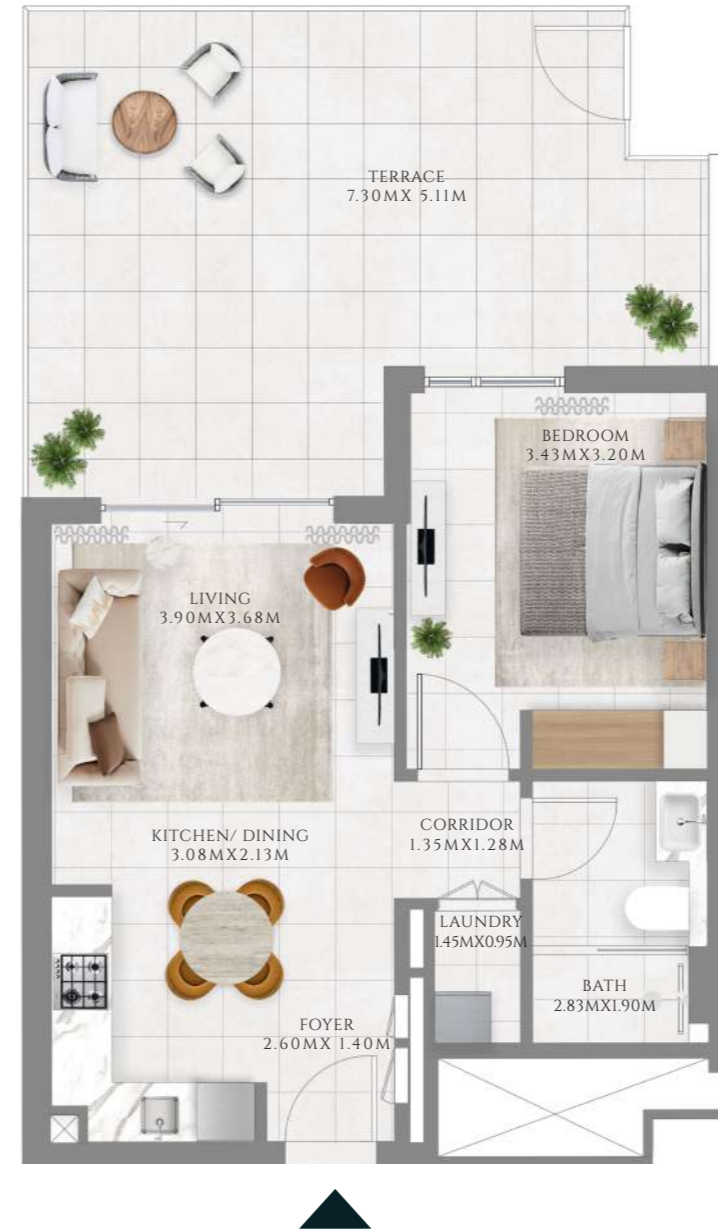 TERRACE
7.30MX 5.11M
BEDROOM
3.43MX3.20M
LIVING
3.90MX3.68M
KITCHEN/ DINING
3.08MX2.13M
CORRIDOR
1.35MX1.28M
LAUNDRY
1.45MX0.95M
BATH
2.83MX1.90M
FOYER
2.60MX 1.40M